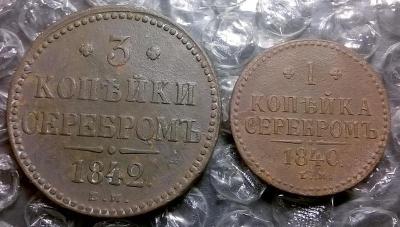 * 3 *
КОПѢЙКИ
СЕРЕБРОМЪ
1842.
Е.М.
* 1 *
КОПѢЙКА
СЕРЕБРОМЪ
1840.
Е.М.